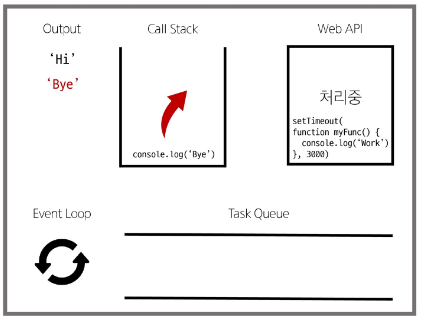 Output
Call Stack
Web API
‘Hi’
‘Bye’
처리중
setTimeout(
function myFunc() {
console.log(‘Work’)
}, 3000)
console.log(‘Bye’)
Event Loop
Task Queue